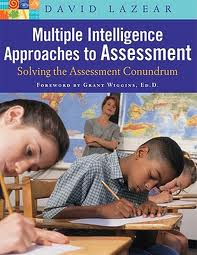 DAVID LAZEAR
Multiple Intelligence
Approaches to Assessment
Solving the Assessment Conundrum
FOREWORD BY GRANT WIGGINS, ED.D.